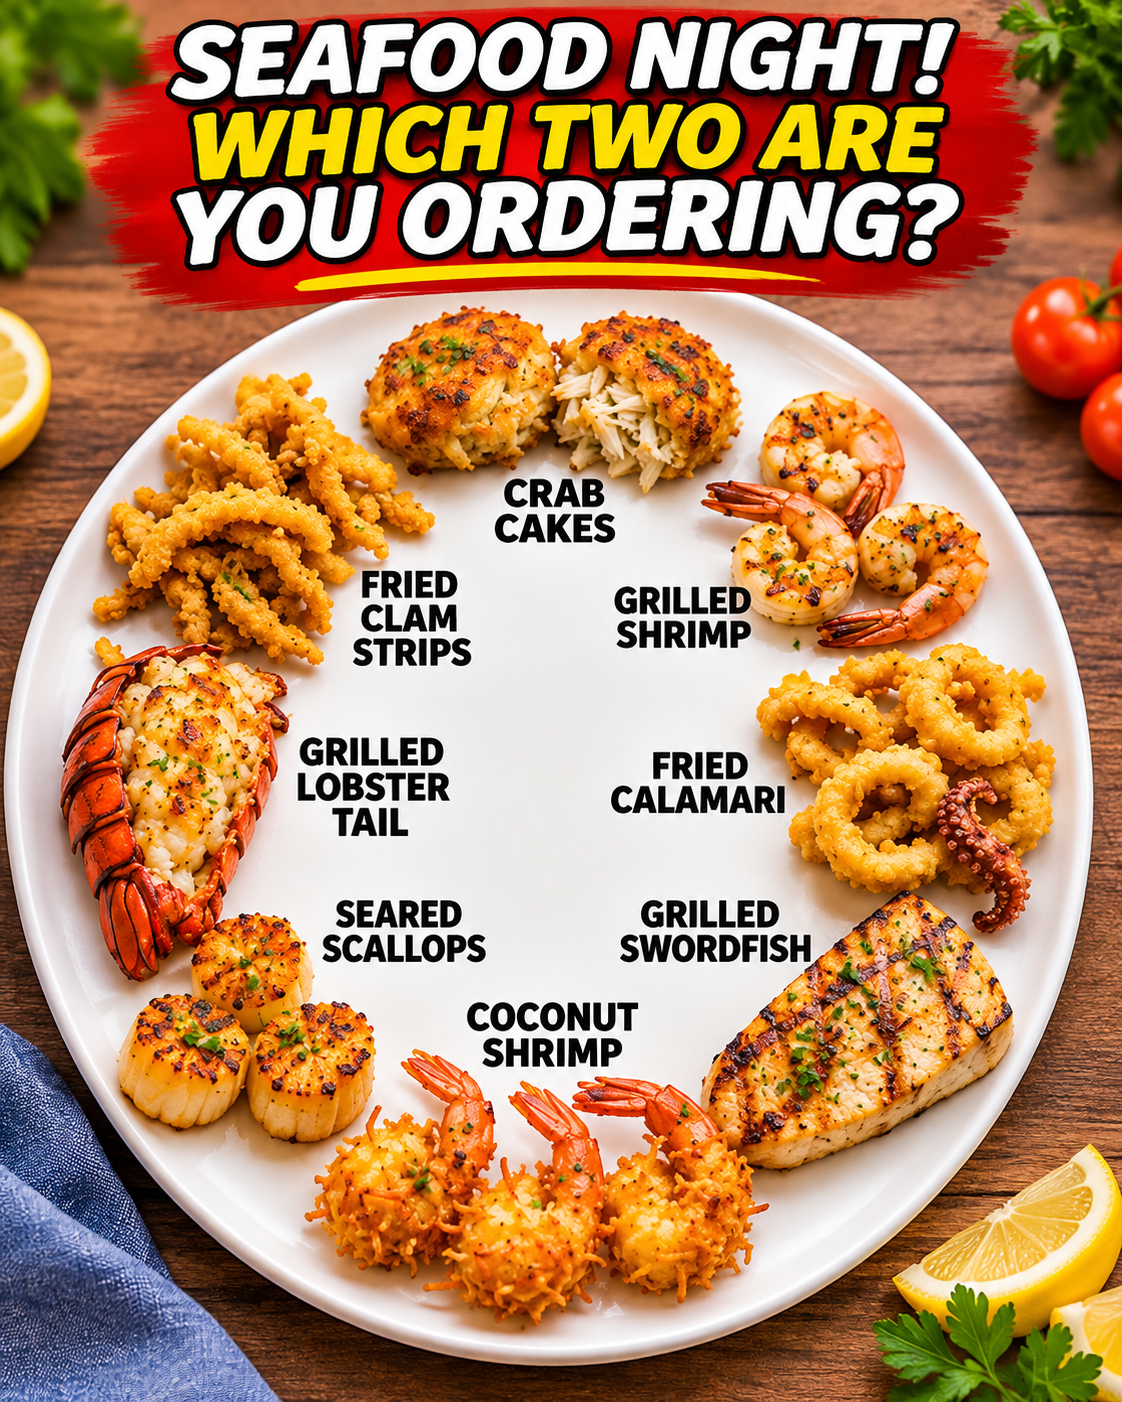 SEAFOOD NIGHT!
WHICH TWO ARE
YOU ORDERING?
CRAB
CAKES
FRIED
CLAM
STRIPS
GRILLED
SHRIMP
GRILLED
LOBSTER
TAIL
FRIED
CALAMARI
SEARED
SCALLOPS
GRILLED
SWORDFISH
COCONUT
SHRIMP